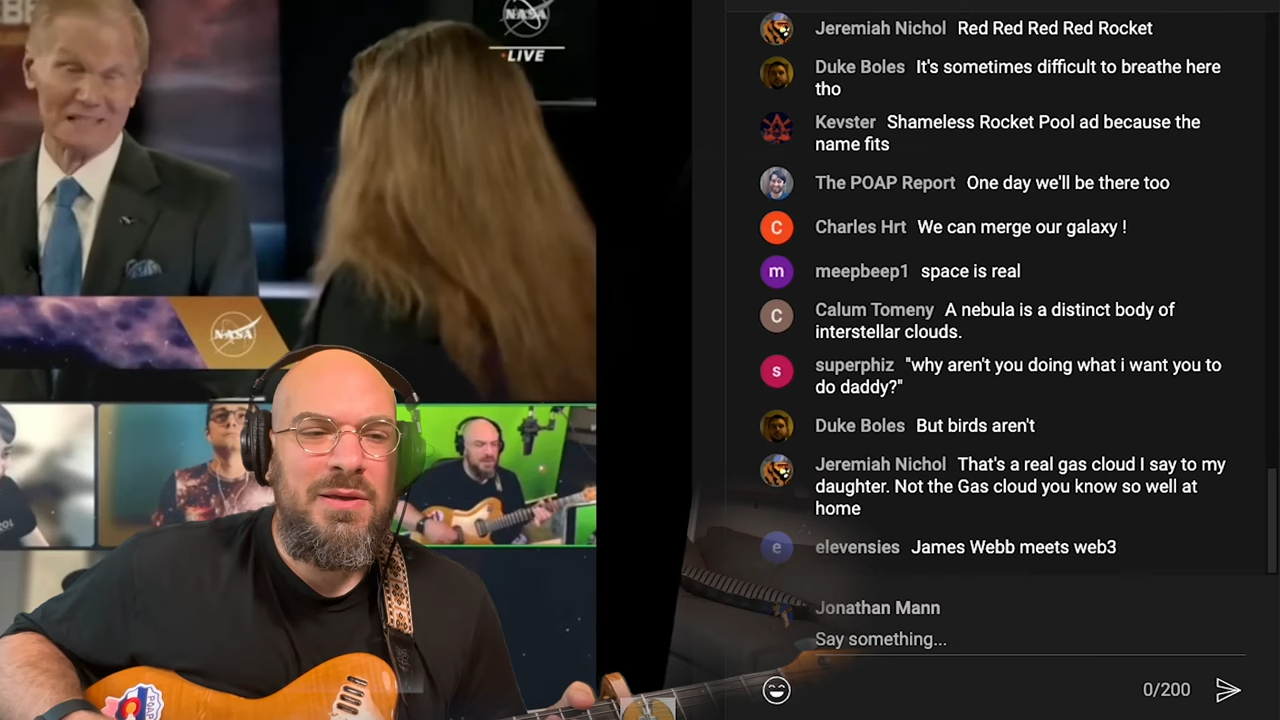 NASA
LIVE
NASA
Jeremiah Nichol Red Red Red Red Rocket
Duke Boles It's sometimes difficult to breathe here
tho
Kevster Shameless Rocket Pool ad because the
name fits
The POAP Report One day we'll be there too
C Charles Hrt We can merge our galaxy !
m meepbeep1 space is real
C Calum Tomeny A nebula is a distinct body of
interstellar clouds.
s superphiz "why aren't you doing what i want you to
do daddy?"
Duke Boles But birds aren't
Jeremiah Nichol That's a real gas cloud I say to my
daughter. Not the Gas cloud you know so well at
home
e elevensies James Webb meets web3
Jonathan Mann
Say something...
0/200
POAP